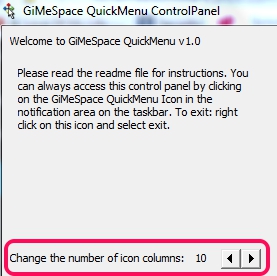 GiMeSpace QuickMenu ControlPanel
Welcome to GiMeSpace QuickMenu v1.0
Please read the readme file for instructions. You
can always access this control panel by clicking
on the GiMeSpace QuickMenu Icon in the
notification area on the taskbar. To exit: right
click on this icon and select exit.
Change the number of icon columns: 10